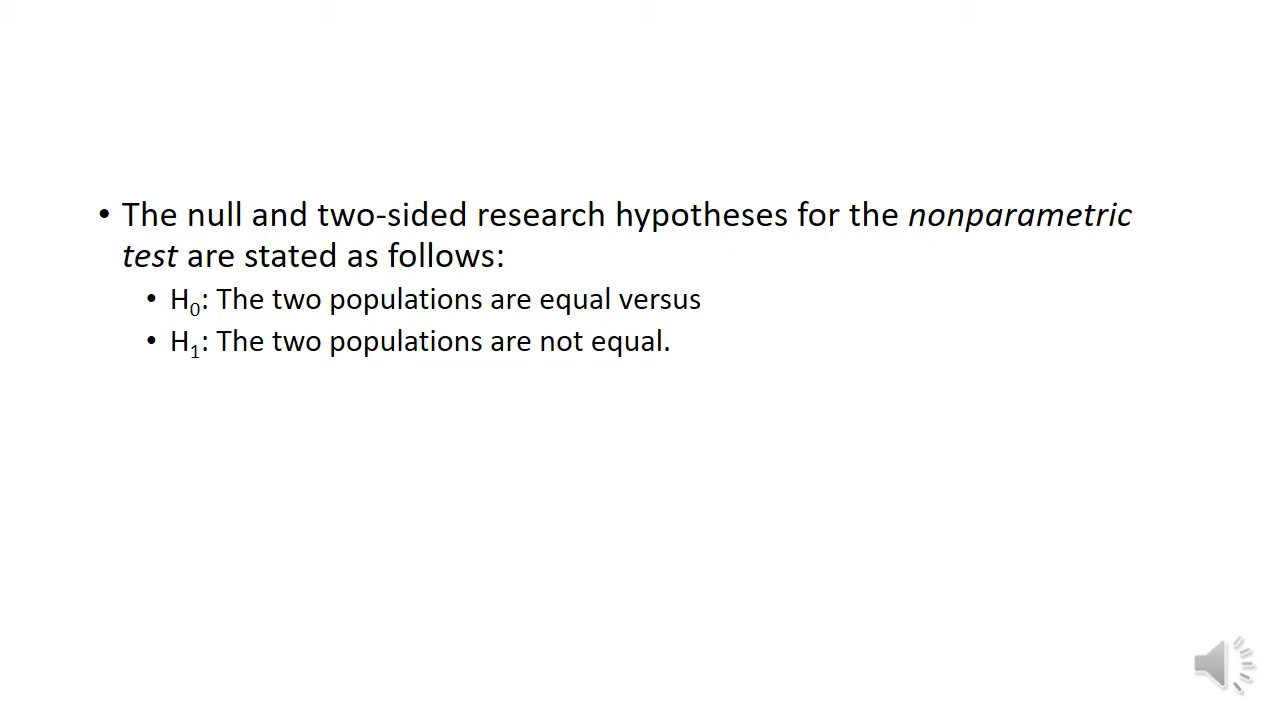 • The null and two-sided research hypotheses for the nonparametric
test are stated as follows:
• H₀: The two populations are equal versus
• H₁: The two populations are not equal.